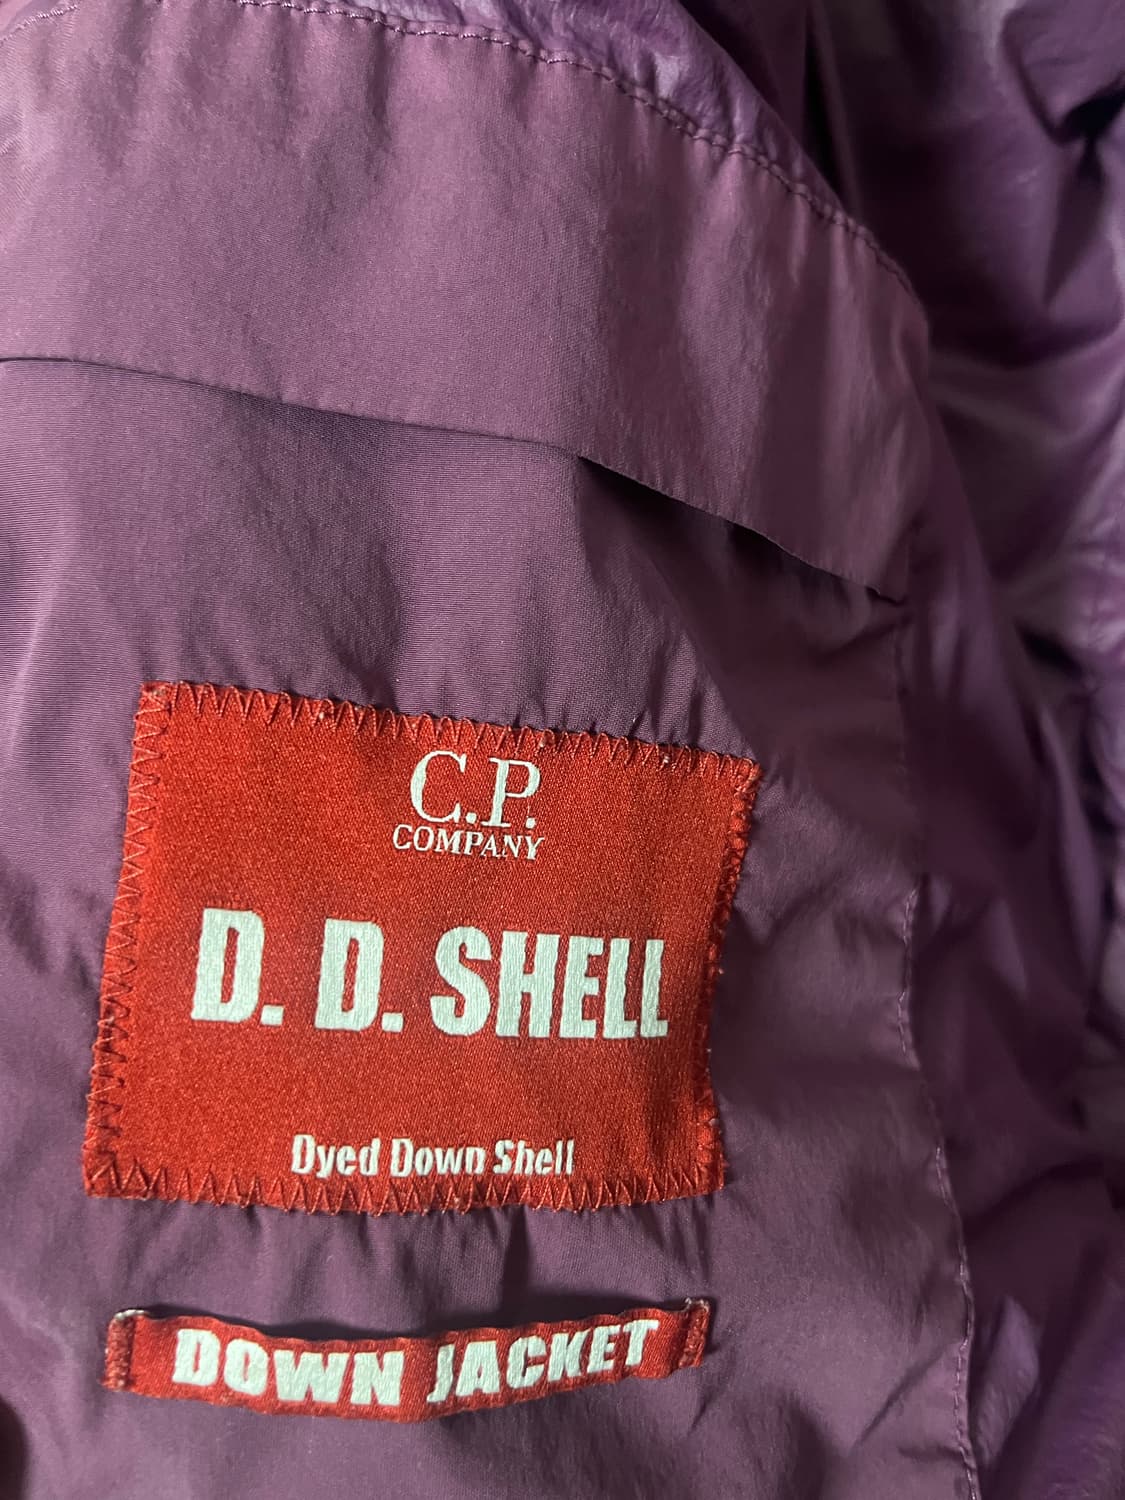 C.P.
COMPANY
D. D. SHELL
Dyed Down Shell
DOWN JACKET